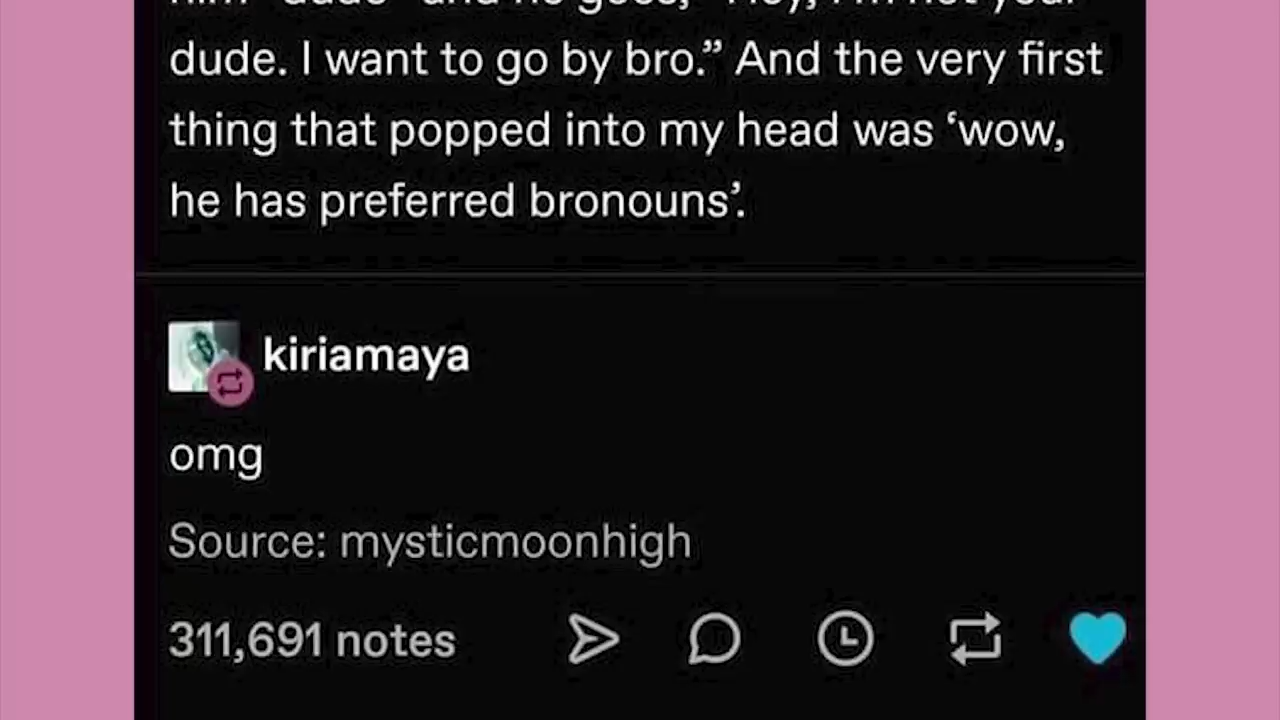 dude. I want to go by bro.” And the very first
thing that popped into my head was ‘wow,
he has preferred bronouns’.
kiriamaya
omg
Source: mysticmoonhigh
311,691 notes